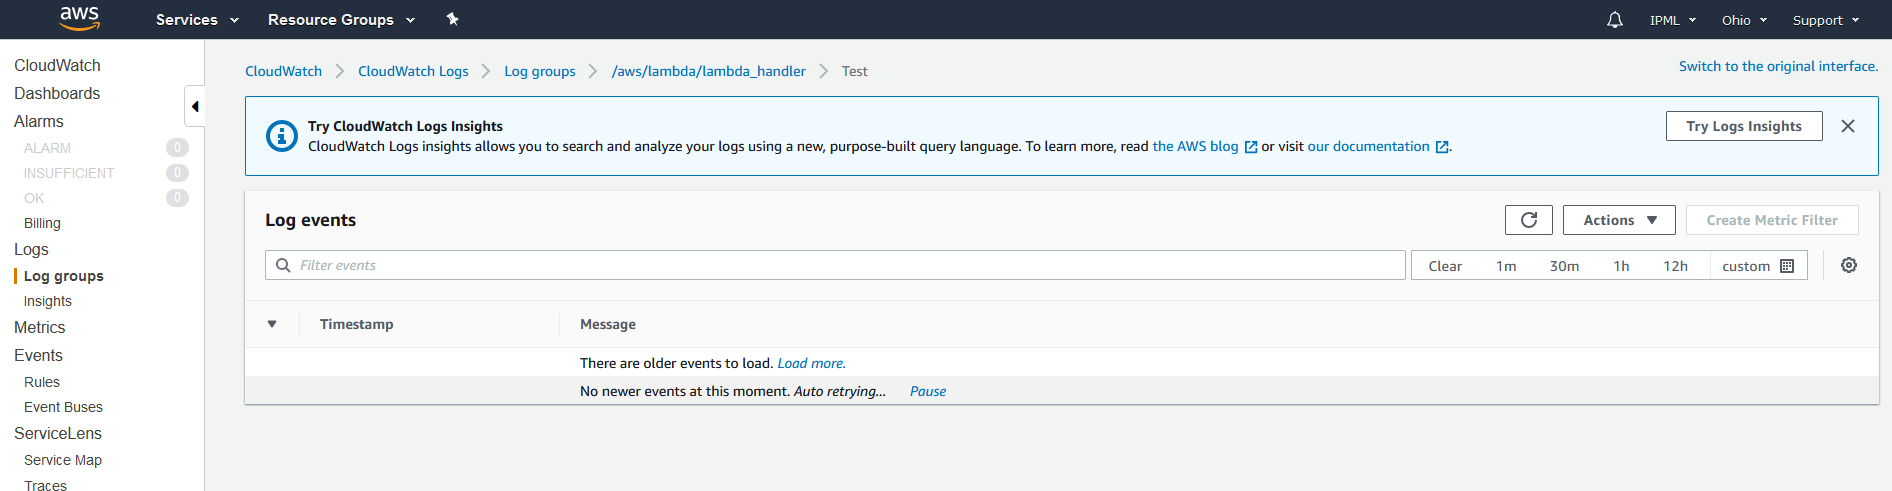 aws Services Resource Groups IPML Ohio Support
CloudWatch
Dashboards
Alarms
ALARM 0
INSUFFICIENT 0
OK 0
Billing
Logs
Log groups
Insights
Metrics
Events
Rules
Event Buses
ServiceLens
Service Map
Traces
CloudWatch CloudWatch Logs Log groups /aws/lambda/lambda_handler Test
Switch to the original interface.
Try CloudWatch Logs Insights
CloudWatch Logs insights allows you to search and analyze your logs using a new, purpose-built query language. To learn more, read the AWS blog or visit our documentation .
Try Logs Insights
Log events
Actions Create Metric Filter
Filter events
Clear 1m 30m 1h 12h custom
Timestamp Message
There are older events to load. Load more.
No newer events at this moment. Auto retrying... Pause